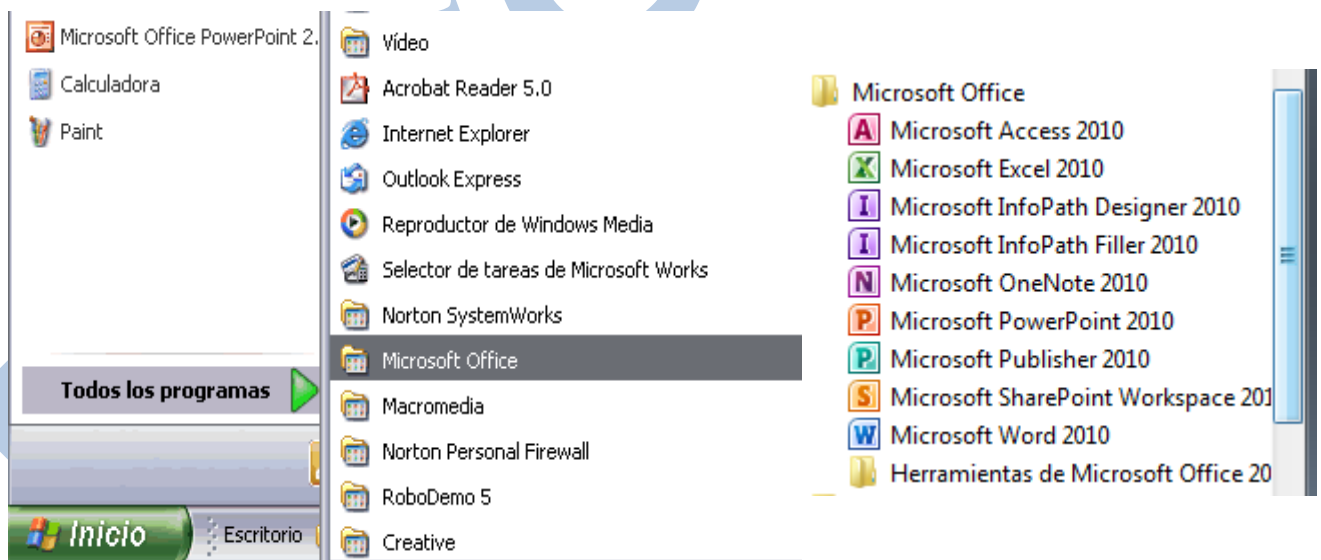 Microsoft Office PowerPoint 2.
Calculadora
Paint
Todos los programas
Inicio
Escritorio
Vídeo
Acrobat Reader 5.0
Internet Explorer
Outlook Express
Reproductor de Windows Media
Selector de tareas de Microsoft Works
Norton SystemWorks
Microsoft Office
Macromedia
Norton Personal Firewall
RoboDemo 5
Creative
Microsoft Office
Microsoft Access 2010
Microsoft Excel 2010
Microsoft InfoPath Designer 2010
Microsoft InfoPath Filler 2010
Microsoft OneNote 2010
Microsoft PowerPoint 2010
Microsoft Publisher 2010
Microsoft SharePoint Workspace 201
Microsoft Word 2010
Herramientas de Microsoft Office 20